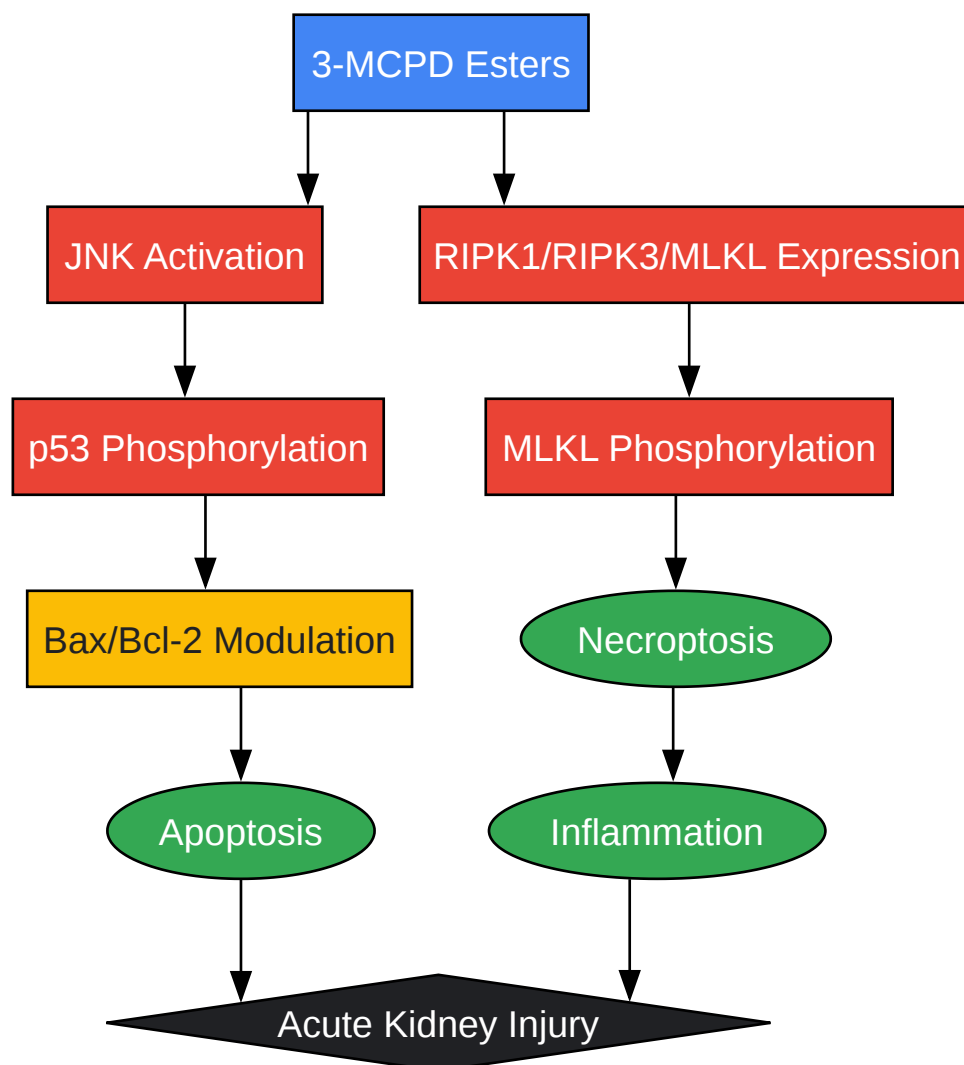 3-MCPD Esters
JNK Activation
RIPK1/RIPK3/MLKL Expression
p53 Phosphorylation
MLKL Phosphorylation
Bax/Bcl-2 Modulation
Necroptosis
Apoptosis
Inflammation
Acute Kidney Injury